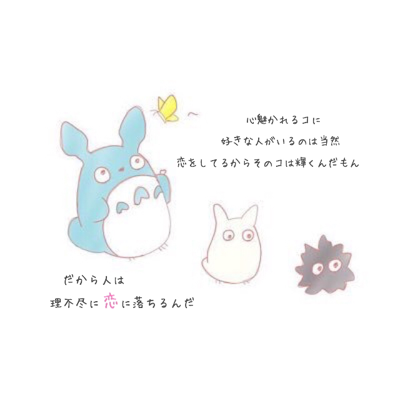 心魅かれるコに
好きな人がいるのは当然
恋をしてるからそのコは輝くんだもん
だから人は
理不尽に恋に落ちるんだ